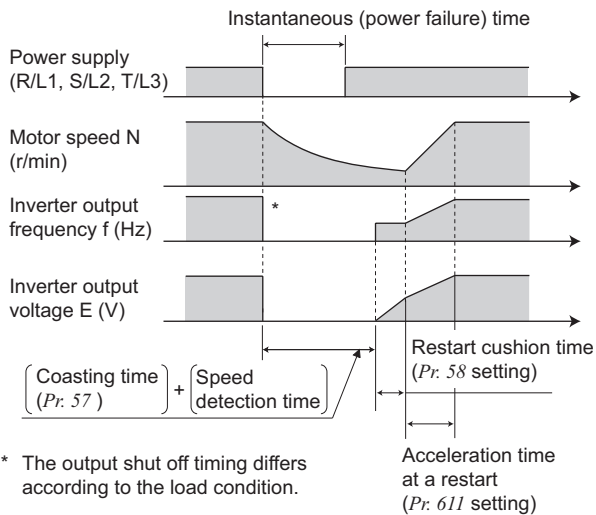 Instantaneous (power failure) time
Power supply
(R/L1, S/L2, T/L3)
Motor speed N
(r/min)
Inverter output
frequency f (Hz)
*
Inverter output
voltage E (V)
Coasting time
(Pr. 57 )
+
Speed
detection time
Restart cushion time
(Pr. 58 setting)
Acceleration time
at a restart
(Pr. 611 setting)
* The output shut off timing differs
according to the load condition.